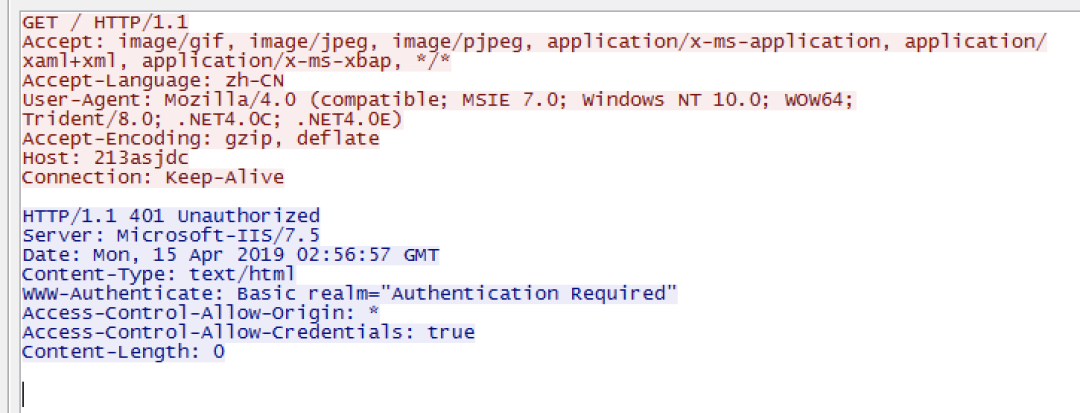 GET / HTTP/1.1
Accept: image/gif, image/jpeg, image/pjpeg, application/x-ms-application, application/
xaml+xml, application/x-ms-xbap, */*
Accept-Language: zh-CN
User-Agent: Mozilla/4.0 (compatible; MSIE 7.0; Windows NT 10.0; WOW64;
Trident/8.0; .NET4.0C; .NET4.0E)
Accept-Encoding: gzip, deflate
Host: 213asjdc
Connection: Keep-Alive
HTTP/1.1 401 Unauthorized
Server: Microsoft-IIS/7.5
Date: Mon, 15 Apr 2019 02:56:57 GMT
Content-Type: text/html
WWW-Authenticate: Basic realm="Authentication Required"
Access-Control-Allow-Origin: *
Access-Control-Allow-Credentials: true
Content-Length: 0